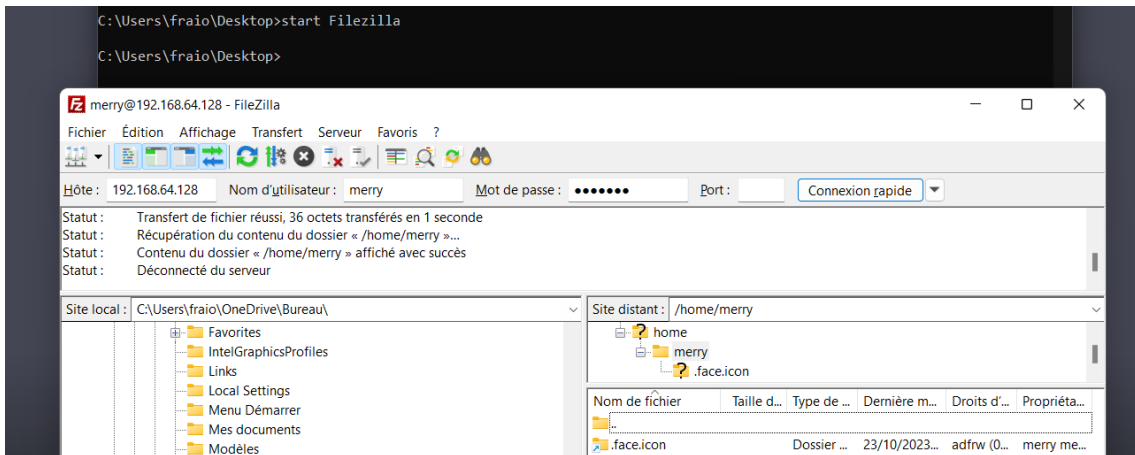 C:\Users\fraio\Desktop>start Filezilla
C:\Users\fraio\Desktop>
merry@192.168.64.128 - FileZilla
Fichier Édition Affichage Transfert Serveur Favoris ?
Hôte : 192.168.64.128 Nom d'utilisateur : merry Mot de passe : ●●●●●●● Port : Connexion rapide
Statut : Transfert de fichier réussi, 36 octets transférés en 1 seconde
Statut : Récupération du contenu du dossier « /home/merry »...
Statut : Contenu du dossier « /home/merry » affiché avec succès
Statut : Déconnecté du serveur
Site local : C:\Users\fraio\OneDrive\Bureau\
Favorites
IntelGraphicsProfiles
Links
Local Settings
Menu Démarrer
Mes documents
Modèles
Site distant : /home/merry
home
merry
.face.icon
Nom de fichier Taille d... Type de ... Dernière m... Droits d'... Propriéta...
..
.face.icon Dossier ... 23/10/2023... adfrw (0... merry me...